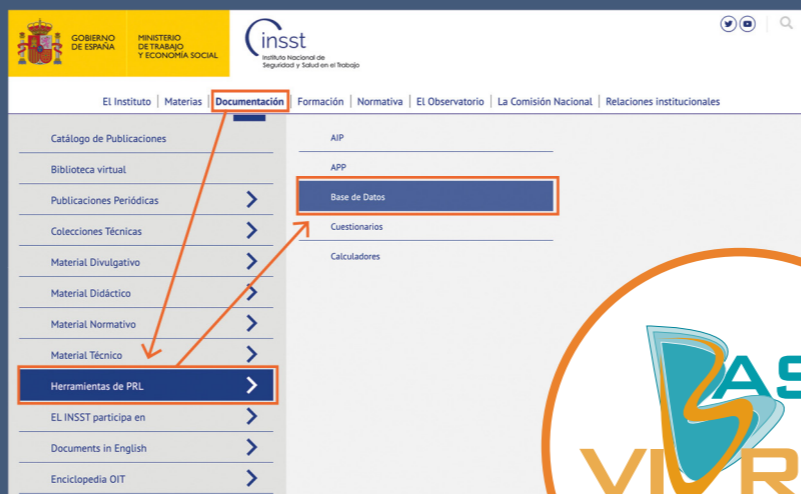 GOBIERNO
DE ESPAÑA
MINISTERIO
DE TRABAJO
Y ECONOMÍA SOCIAL
insst
Instituto Nacional de
Seguridad y Salud en el Trabajo
El Instituto | Materias | Documentación | Formación | Normativa | El Observatorio | La Comisión Nacional | Relaciones institucionales
Catálogo de Publicaciones
Biblioteca virtual
Publicaciones Periódicas
Colecciones Técnicas
Material Divulgativo
Material Didáctico
Material Normativo
Material Técnico
Herramientas de PRL
EL INSST participa en
Documents in English
Enciclopedia OIT
AIP
APP
Base de Datos
Cuestionarios
Calculadores